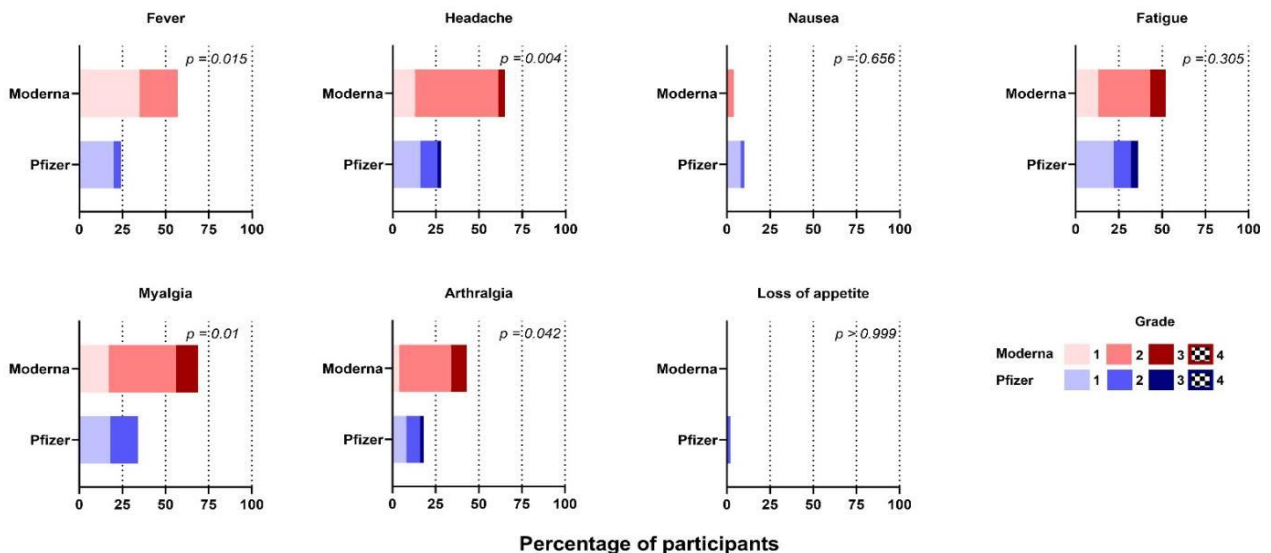 Fever
p = 0.015
Moderna
Pfizer
0 25 50 75 100
Headache
p = 0.004
Moderna
Pfizer
0 25 50 75 100
Nausea
p = 0.656
Moderna
Pfizer
0 25 50 75 100
Fatigue
p = 0.305
Moderna
Pfizer
0 25 50 75 100
Myalgia
p = 0.01
Moderna
Pfizer
0 25 50 75 100
Arthralgia
p = 0.042
Moderna
Pfizer
0 25 50 75 100
Loss of appetite
p > 0.999
Moderna
Pfizer
0 25 50 75 100
Grade
Moderna 1 2 3 4
Pfizer 1 2 3 4
Percentage of participants